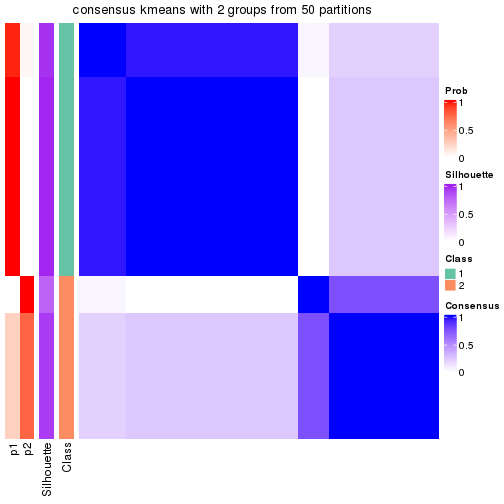 consensus kmeans with 2 groups from 50 partitions
Prob
1
0.5
0
Silhouette
1
0.5
0
Class
1
2
Consensus
1
0.5
0
p1
p2
Silhouette
Class